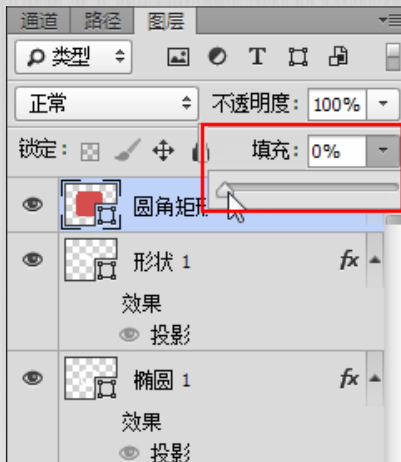 通道 路径 图层
类型
T
正常 不透明度: 100%
锁定: 填充: 0%
圆角矩形
形状 1 fx
效果
投影
椭圆 1 fx
效果
投影